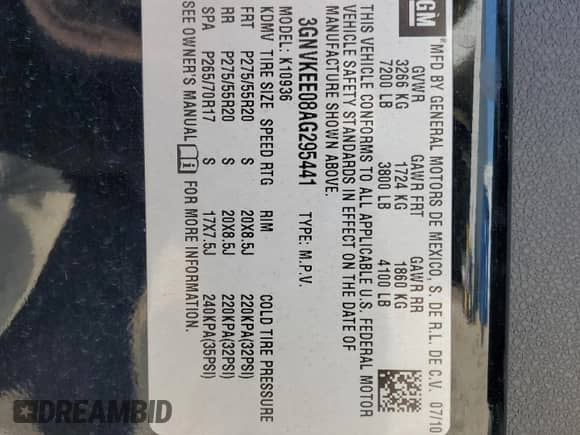 GM
MFD BY GENERAL MOTORS DE MEXICO, S. DE R.L. DE C.V. 07/10
GVWR GAWR FRT GAWR RR
3266 KG 1724 KG 1860 KG
7200 LB 3800 LB 4100 LB
THIS VEHICLE CONFORMS TO ALL APPLICABLE U.S. FEDERAL MOTOR
VEHICLE SAFETY STANDARDS IN EFFECT ON THE DATE OF
MANUFACTURE SHOWN ABOVE.
3GNVKEE08AG295441 TYPE: M.P.V.
MODEL: K10936
KDMV TIRE SIZE SPEED RTG RIM COLD TIRE PRESSURE
FRT P275/55R20 S 20X8.5J 220KPA(32PSI)
RR P275/55R20 S 20X8.5J 220KPA(32PSI)
SPA P265/70R17 S 17X7.5J 240KPA(35PSI)
SEE OWNER'S MANUAL FOR MORE INFORMATION.
DREAMBID